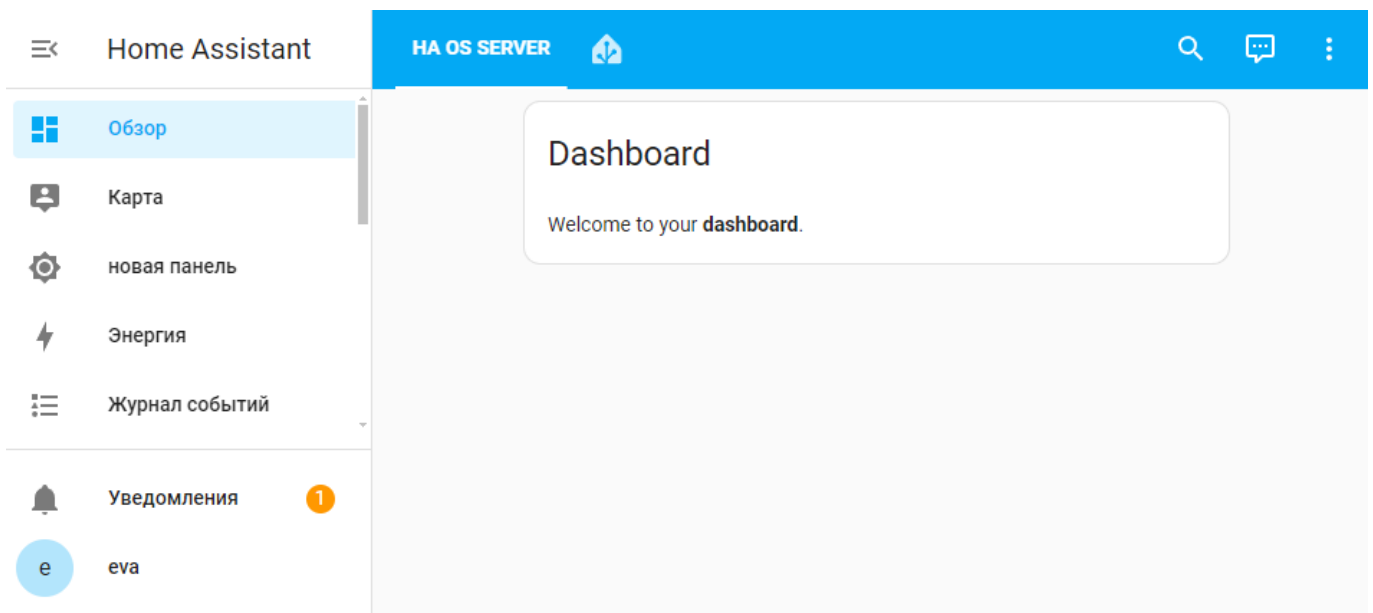 Home Assistant
HA OS SERVER
Обзор
Карта
новая панель
Энергия
Журнал событий
Уведомления 1
e eva
Dashboard
Welcome to your dashboard.